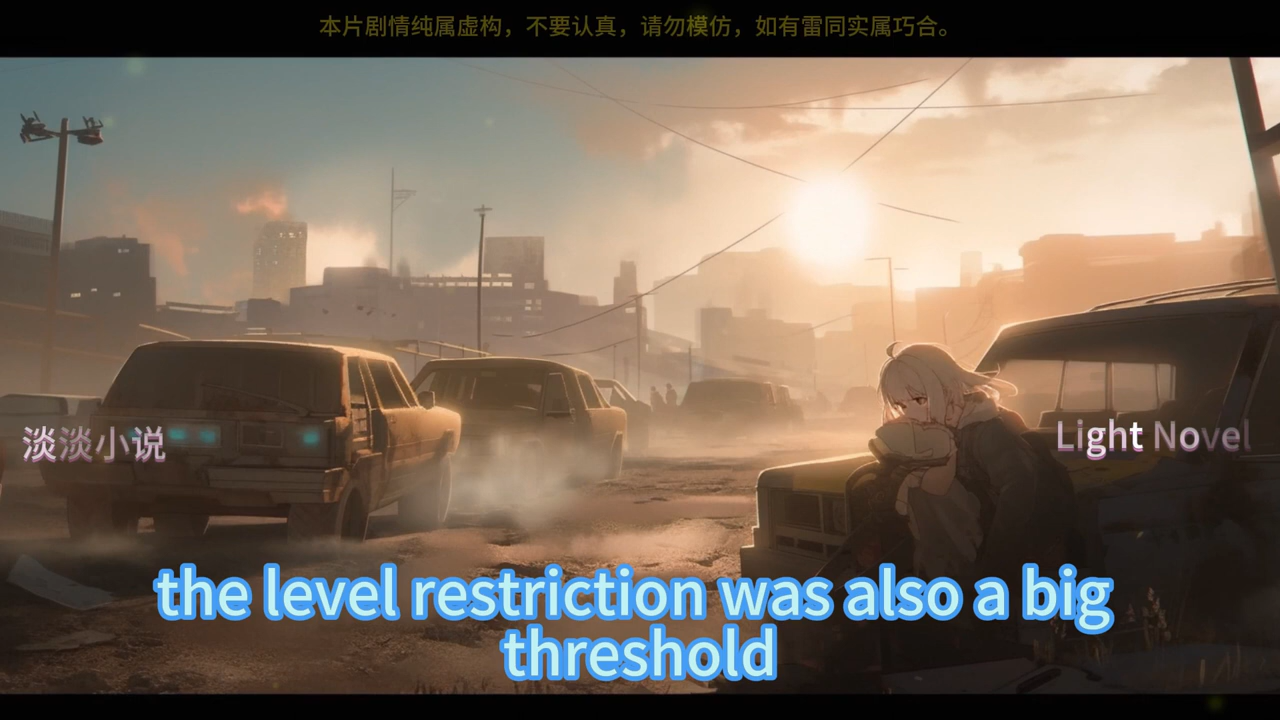 本片剧情纯属虚构，不要认真，请勿模仿，如有雷同实属巧合。
淡淡小说
Light Novel
the level restriction was also a big
threshold